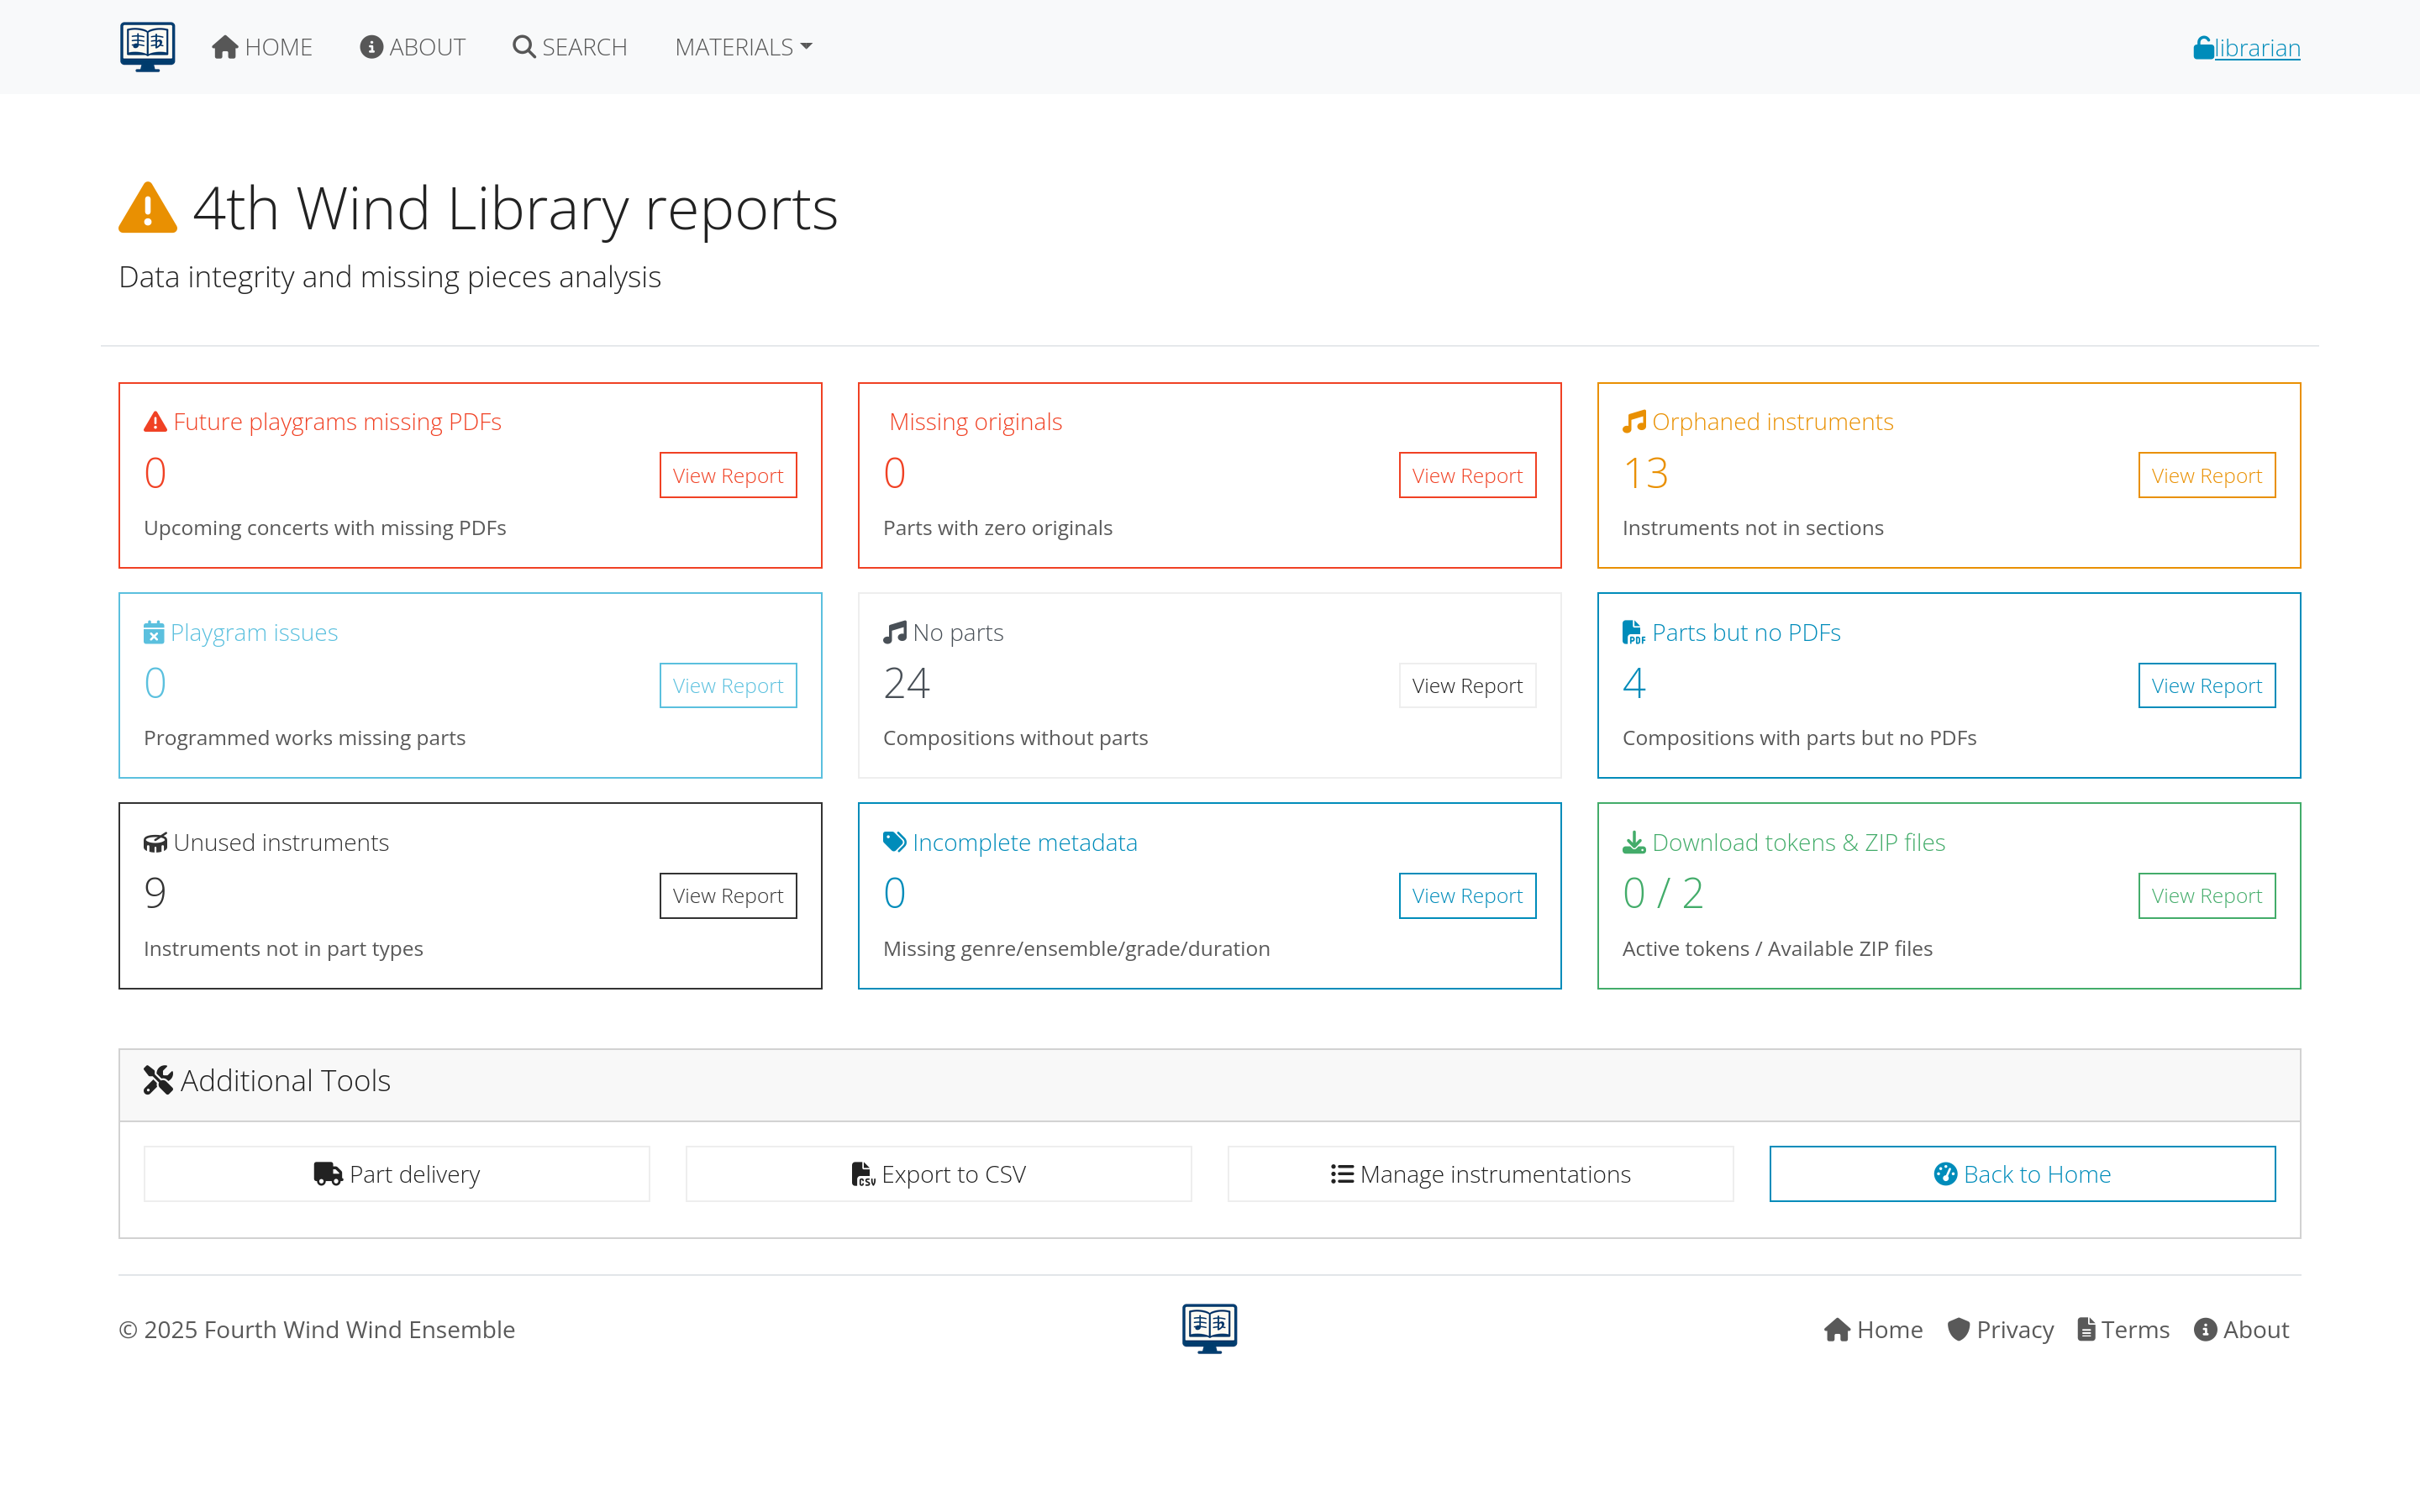 HOME ABOUT SEARCH MATERIALS librarian
4th Wind Library reports
Data integrity and missing pieces analysis
Future playgrams missing PDFs
0
View Report
Upcoming concerts with missing PDFs
Missing originals
0
View Report
Parts with zero originals
Orphaned instruments
13
View Report
Instruments not in sections
Playgram issues
0
View Report
Programmed works missing parts
No parts
24
View Report
Compositions without parts
Parts but no PDFs
4
View Report
Compositions with parts but no PDFs
Unused instruments
9
View Report
Instruments not in part types
Incomplete metadata
0
View Report
Missing genre/ensemble/grade/duration
Download tokens & ZIP files
0 / 2
View Report
Active tokens / Available ZIP files
Additional Tools
Part delivery
Export to CSV
Manage instrumentations
Back to Home
© 2025 Fourth Wind Wind Ensemble
Home Privacy Terms About